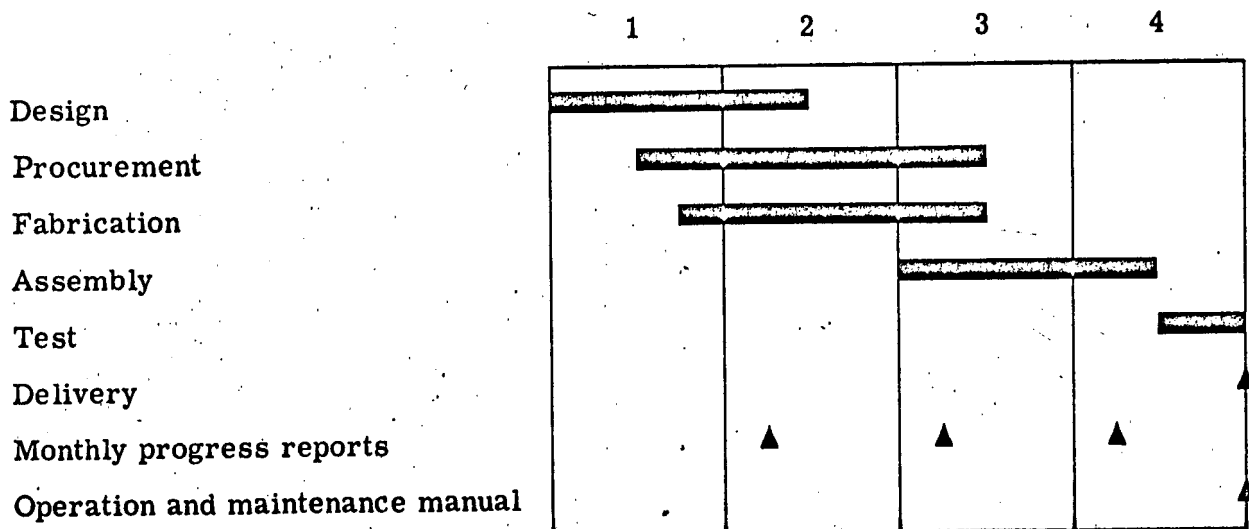 1 2 3 4
Design
Procurement
Fabrication
Assembly
Test
Delivery
Monthly progress reports
Operation and maintenance manual